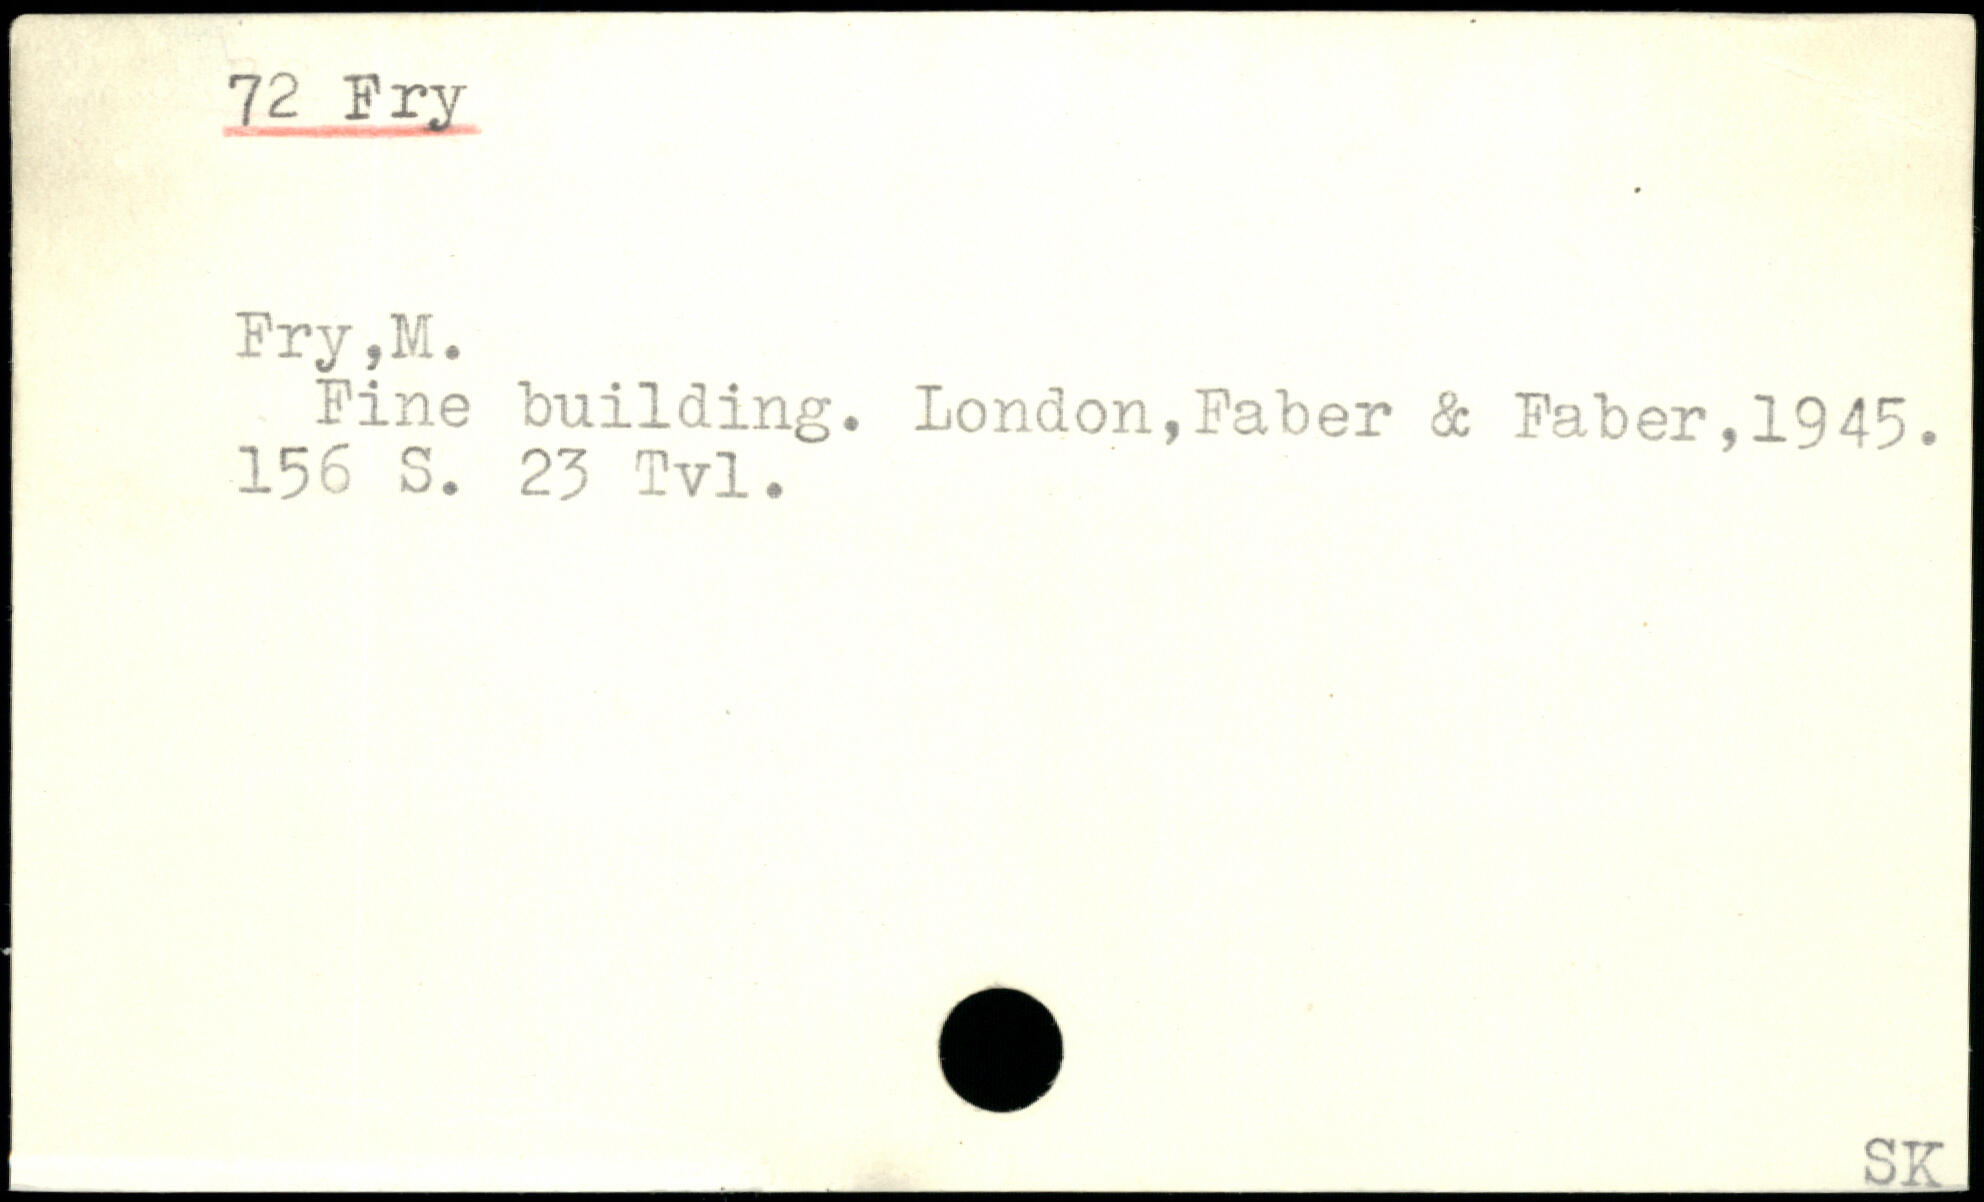 72 Fry
Fry,M.
Fine building. London,Faber & Faber,1945.
156 S. 23 Tvl.
SK